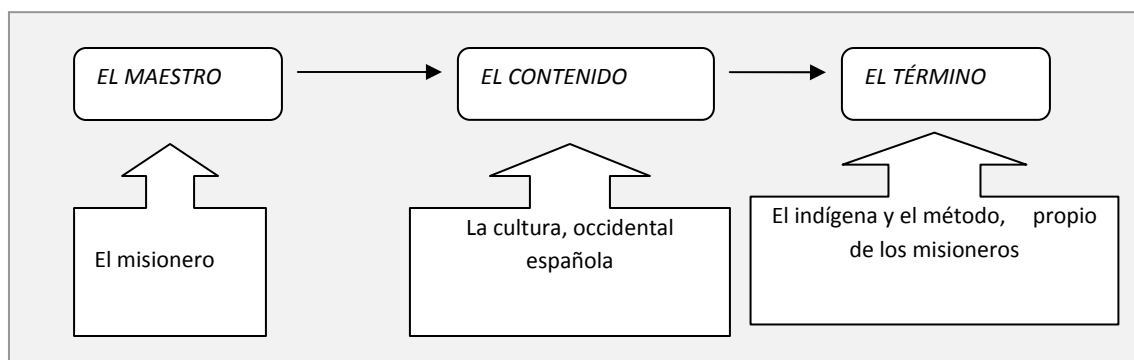 EL MAESTRO
EL CONTENIDO
EL TÉRMINO
El misionero
La cultura, occidental
española
El indígena y el método, propio
de los misioneros